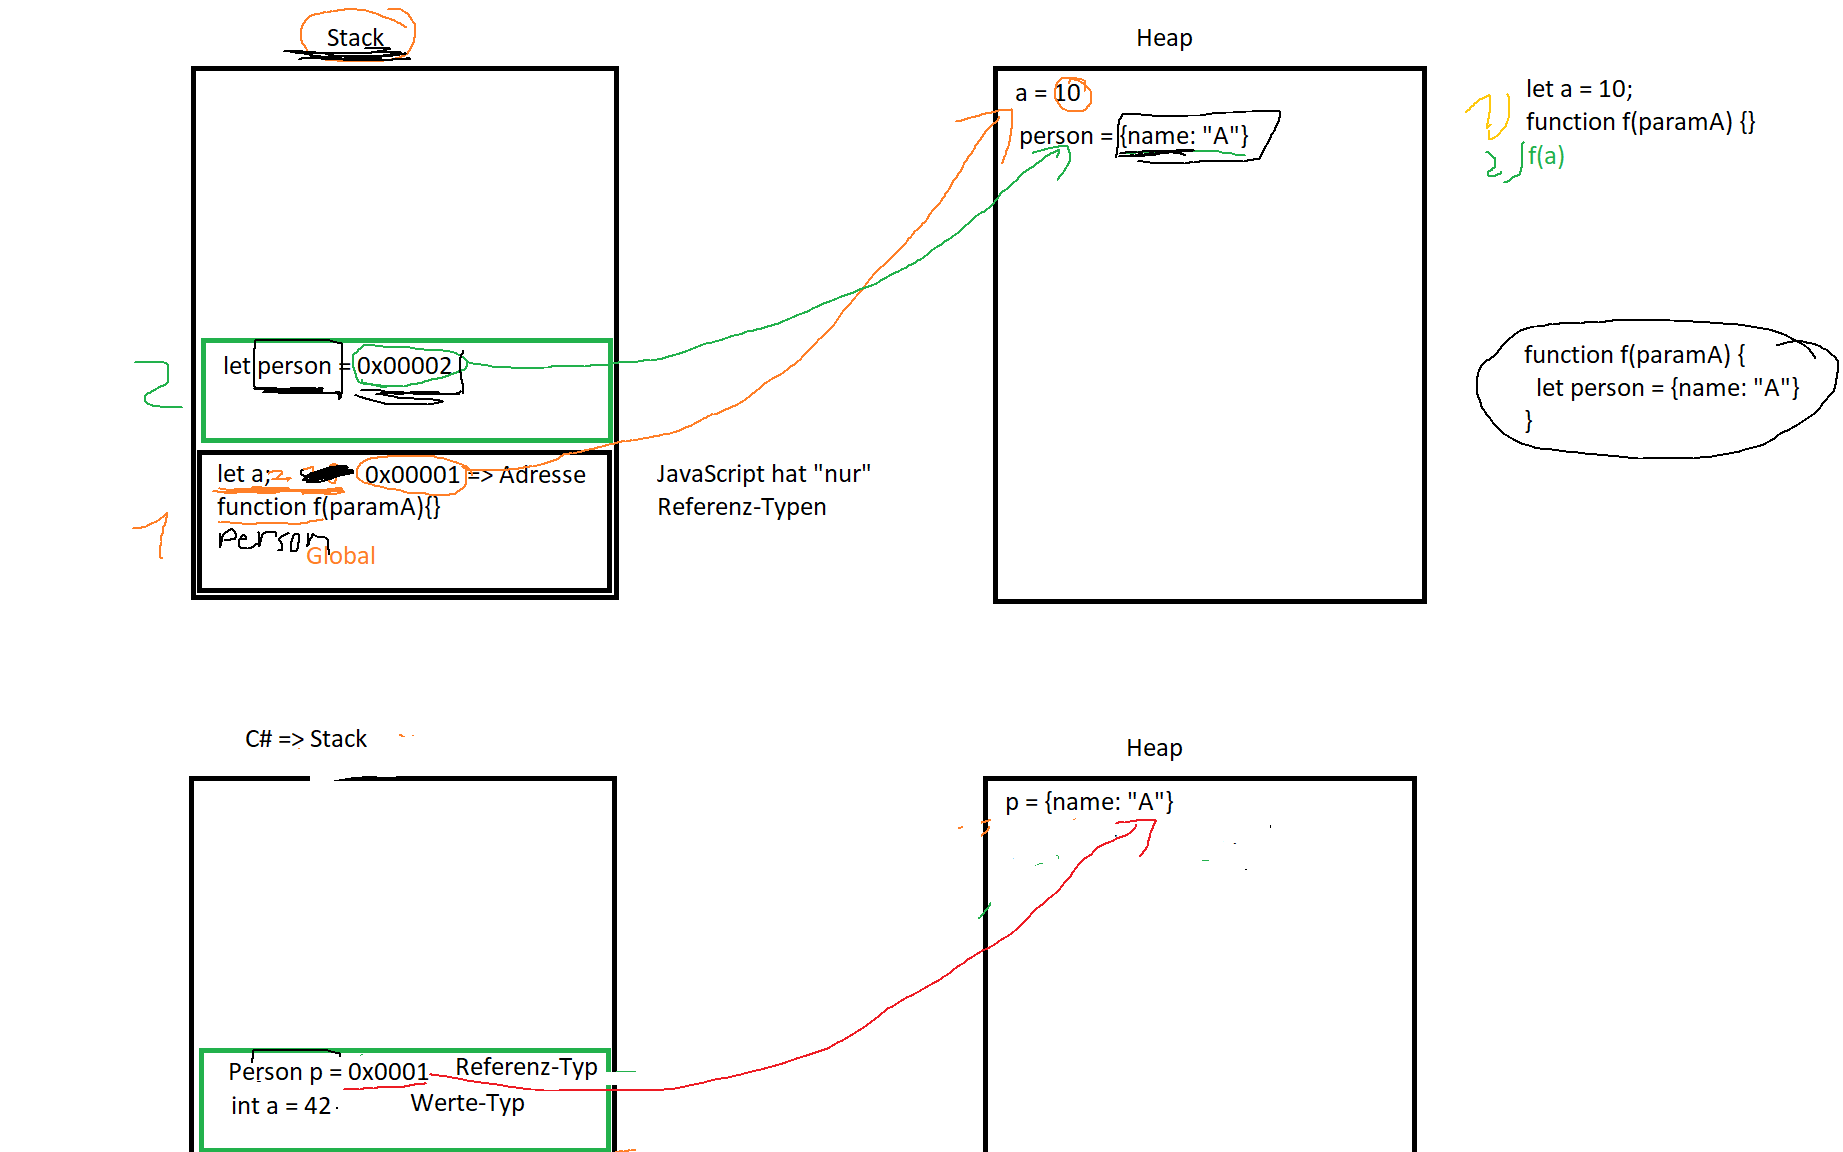 Stack
Heap
a = 10
person = {name: "A"}
let a = 10;
function f(paramA) {}
1
2
f(a)
2
let person = 0x00002
function f(paramA) {
let person = {name: "A"}
}
1
let a; 0x00001 => Adresse
function f(paramA){}
Person
Global
JavaScript hat "nur"
Referenz-Typen
C# => Stack
Heap
p = {name: "A"}
Person p = 0x0001 Referenz-Typ
int a = 42 Werte-Typ